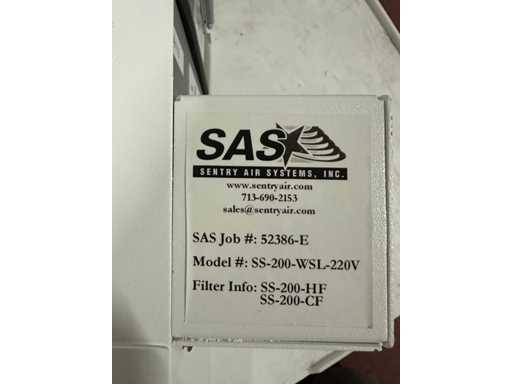 SAS
SENTRY AIR SYSTEMS, INC.
www.sentryair.com
713-690-2153
sales@sentryair.com
SAS Job #: 52386-E
Model #: SS-200-WSL-220V
Filter Info: SS-200-HF
SS-200-CF